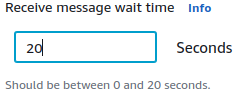 Receive message wait time Info
20 Seconds
Should be between 0 and 20 seconds.